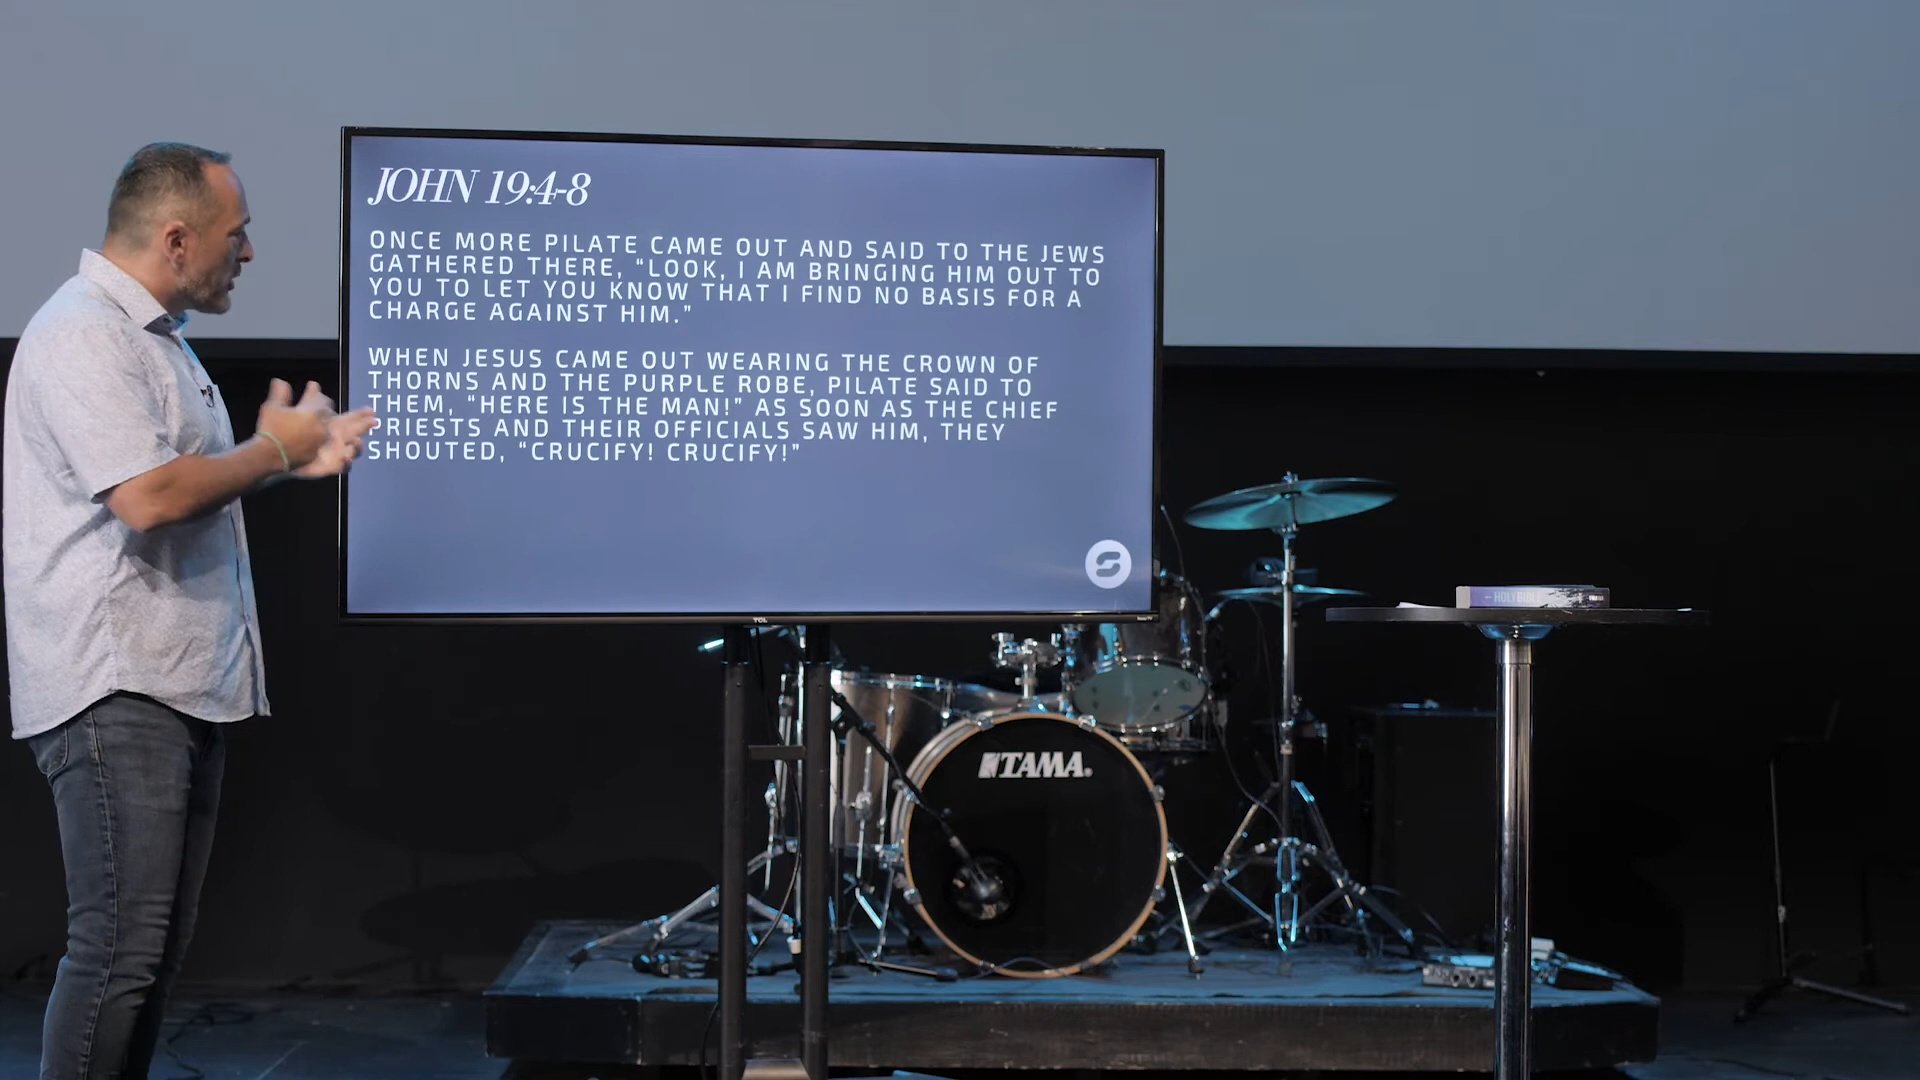 JOHN 19:4-8
ONCE MORE PILATE CAME OUT AND SAID TO THE JEWS
GATHERED THERE, “LOOK, I AM BRINGING HIM OUT TO
YOU TO LET YOU KNOW THAT I FIND NO BASIS FOR A
CHARGE AGAINST HIM.”
WHEN JESUS CAME OUT WEARING THE CROWN OF
THORNS AND THE PURPLE ROBE, PILATE SAID TO
THEM, “HERE IS THE MAN!” AS SOON AS THE CHIEF
PRIESTS AND THEIR OFFICIALS SAW HIM, THEY
SHOUTED, “CRUCIFY! CRUCIFY!”
S
TCL
HOLY BIBLE
TAMA